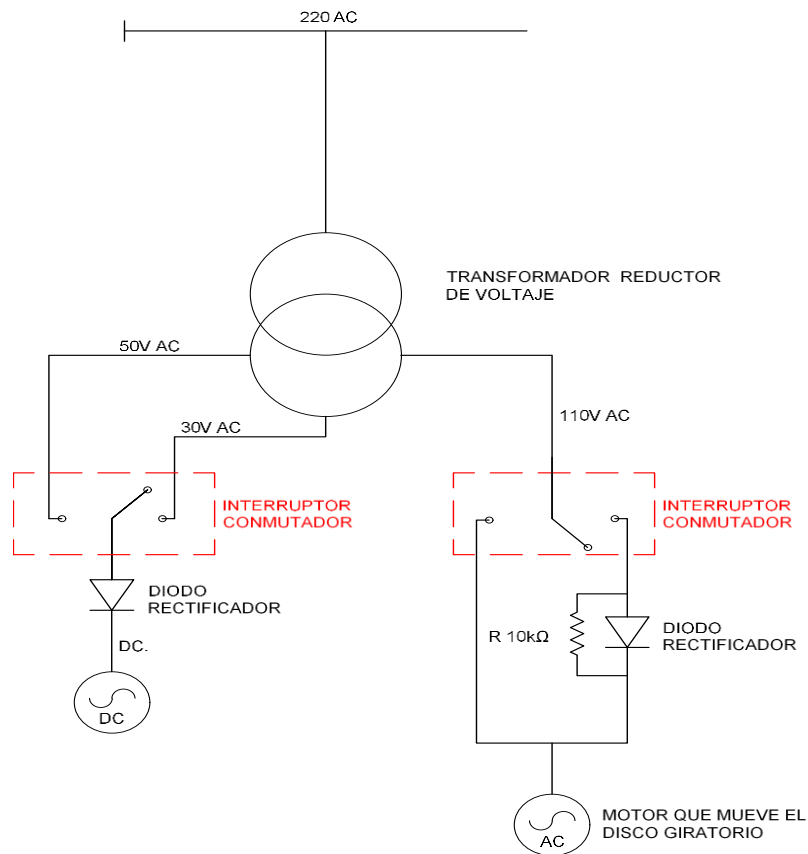 220 AC
TRANSFORMADOR REDUCTOR
DE VOLTAJE
50V AC
30V AC
110V AC
INTERRUPTOR
CONMUTADOR
INTERRUPTOR
CONMUTADOR
DIODO
RECTIFICADOR
DC.
DC
R 10kΩ
DIODO
RECTIFICADOR
AC
MOTOR QUE MUEVE EL
DISCO GIRATORIO